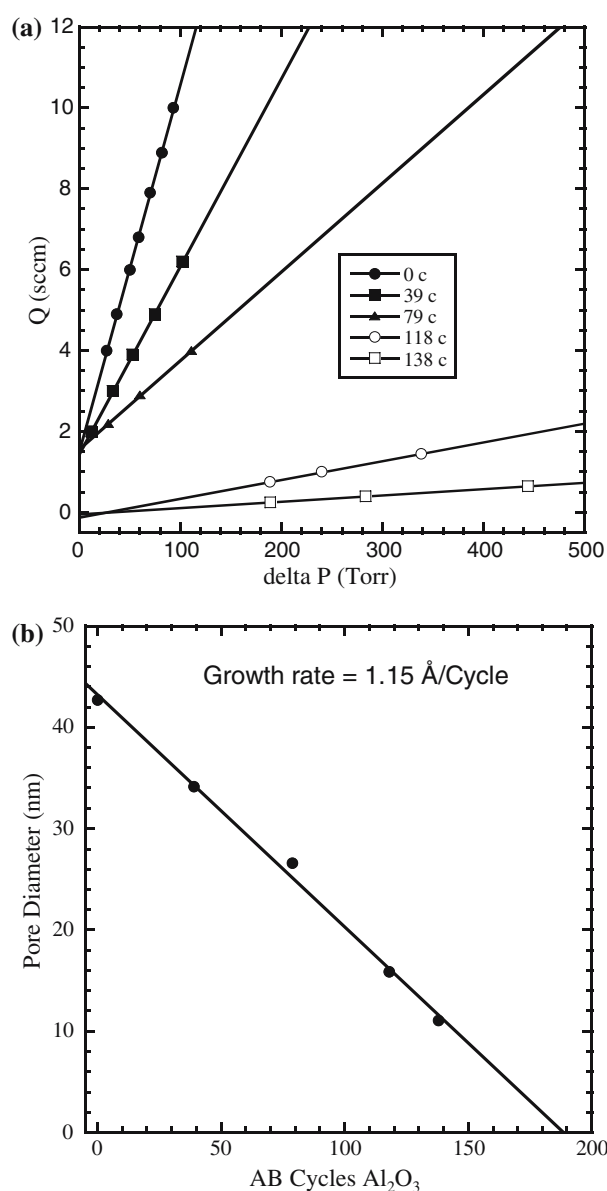 (a)
12
10
8
6
4
2
0
Q (sccm)
0 c
39 c
79 c
118 c
138 c
0 100 200 300 400 500
delta P (Torr)
(b)
50
40
30
20
10
0
Pore Diameter (nm)
Growth rate = 1.15 Å/Cycle
0 50 100 150 200
AB Cycles Al₂O₃